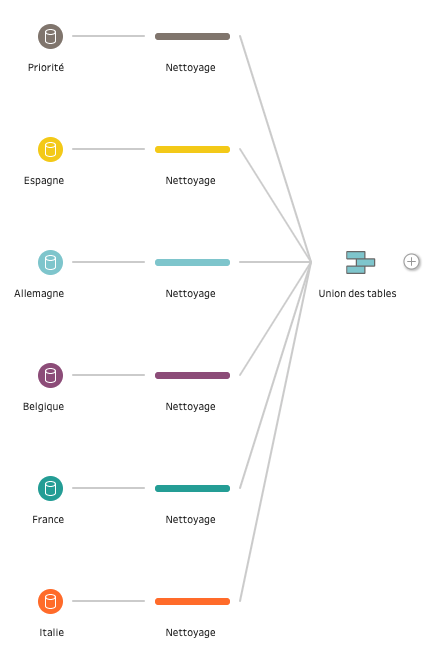 Priorité
Nettoyage
Espagne
Nettoyage
Allemagne
Nettoyage
Union des tables
Belgique
Nettoyage
France
Nettoyage
Italie
Nettoyage